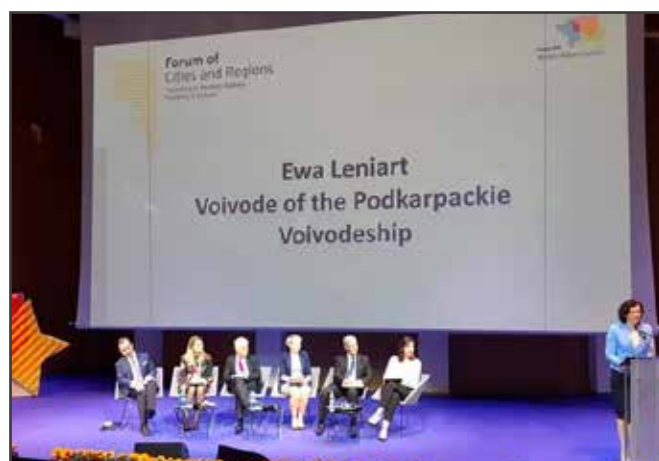 Forum of
Cities and Regions
Ewa Leniart
Voivode of the Podkarpackie
Voivodeship